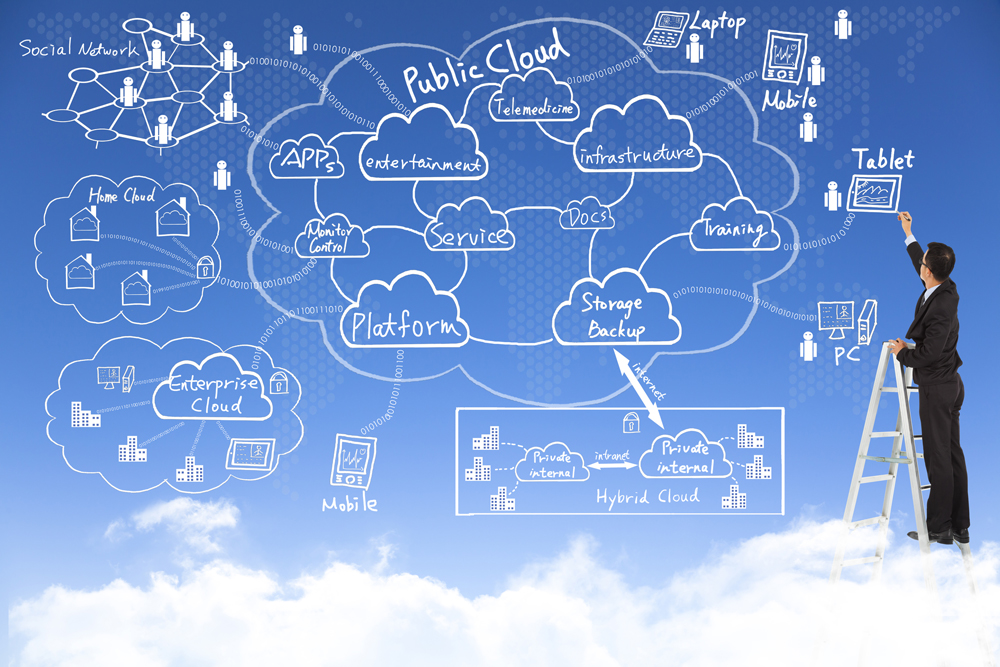 Social Network
Public Cloud
Laptop
Mobile
Telemedicine
APPs
entertainment
infrastructure
Tablet
Home Cloud
Monitor
Control
Service
Docs
Training
Platform
Storage
Backup
PC
Enterprise
Cloud
internet
Mobile
Private
internal
intranet
Private
internal
Hybrid Cloud